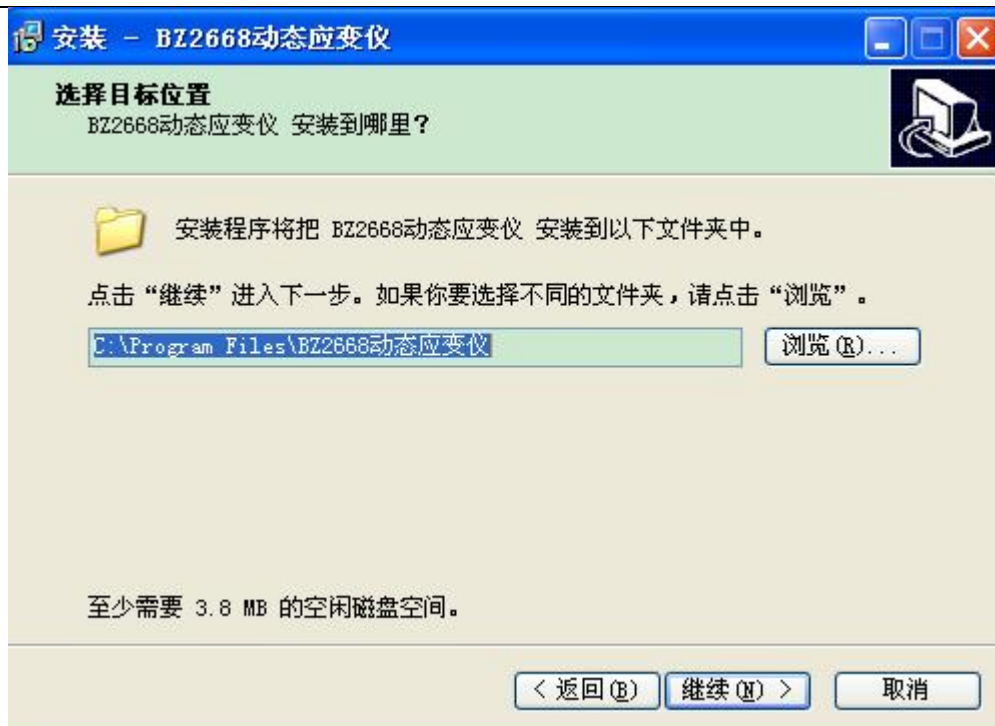 安装 - BZ2668动态应变仪
选择目标位置
BZ2668动态应变仪 安装到哪里?
安装程序将把 BZ2668动态应变仪 安装到以下文件夹中。
点击“继续”进入下一步。如果你要选择不同的文件夹，请点击“浏览”。
C:\Program Files\BZ2668动态应变仪
浏览(R)...
至少需要 3.8 MB 的空闲磁盘空间。
< 返回(B) 继续(N) > 取消